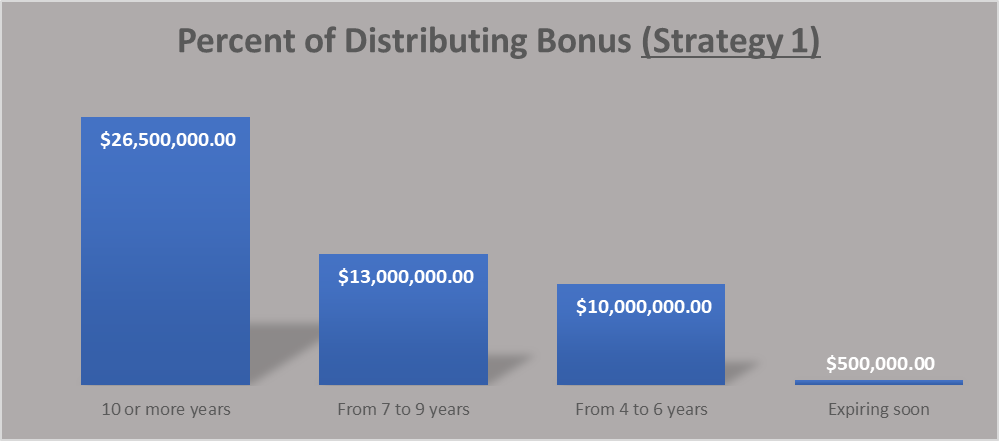 Percent of Distributing Bonus (Strategy 1)
$26,500,000.00
$13,000,000.00
$10,000,000.00
$500,000.00
10 or more years
From 7 to 9 years
From 4 to 6 years
Expiring soon